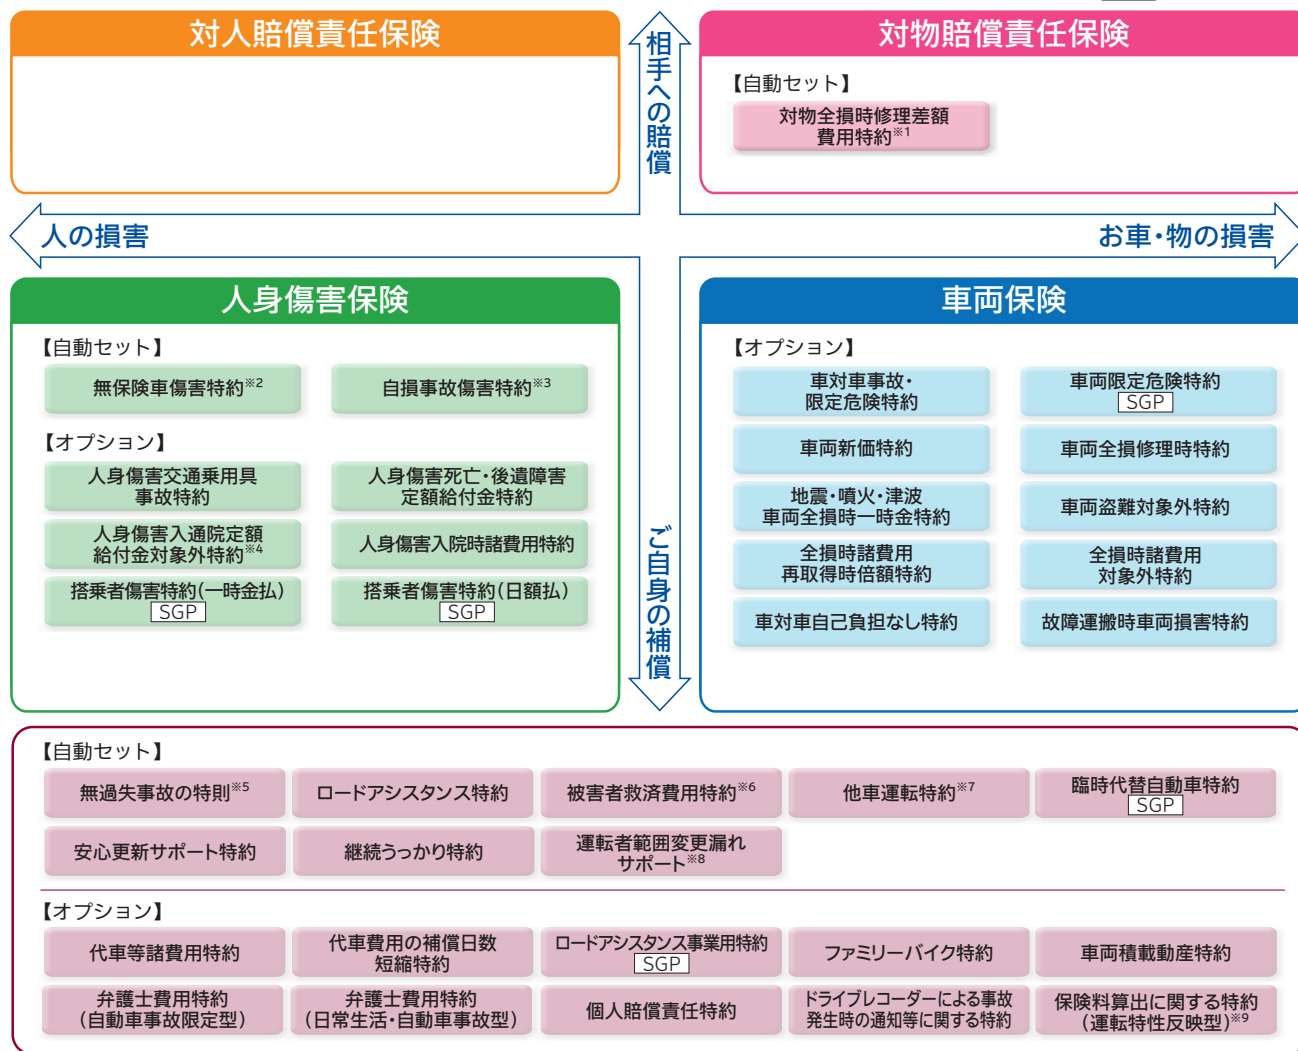 対人賠償責任保険
相手への賠償
対物賠償責任保険
【自動セット】
対物全損時修理差額
費用特約※1
人の損害
お車・物の損害
人身傷害保険
【自動セット】
無保険車傷害特約※2
自損事故傷害特約※3
【オプション】
人身傷害交通乗用具
事故特約
人身傷害死亡・後遺障害
定額給付金特約
人身傷害入通院定額
給付金対象外特約※4
人身傷害入院時諸費用特約
搭乗者傷害特約(一時金払)
SGP
搭乗者傷害特約(日額払)
SGP
ご自身の補償
車両保険
【オプション】
車対車事故・
限定危険特約
車両限定危険特約
SGP
車両新価特約
車両全損修理時特約
地震・噴火・津波
車両全損時一時金特約
車両盗難対象外特約
全損時諸費用
再取得時倍額特約
全損時諸費用
対象外特約
車対車自己負担なし特約
故障運搬時車両損害特約
【自動セット】
無過失事故の特則※5
ロードアシスタンス特約
被害者救済費用特約※6
他車運転特約※7
臨時代替自動車特約
SGP
安心更新サポート特約
継続うっかり特約
運転者範囲変更漏れ
サポート※8
【オプション】
代車等諸費用特約
代車費用の補償日数
短縮特約
ロードアシスタンス事業用特約
SGP
ファミリーバイク特約
車両積載動産特約
弁護士費用特約
(自動車事故限定型)
弁護士費用特約
(日常生活・自動車事故型)
個人賠償責任特約
ドライブレコーダーによる事故
発生時の通知等に関する特約
保険料算出に関する特約
(運転特性反映型)※9